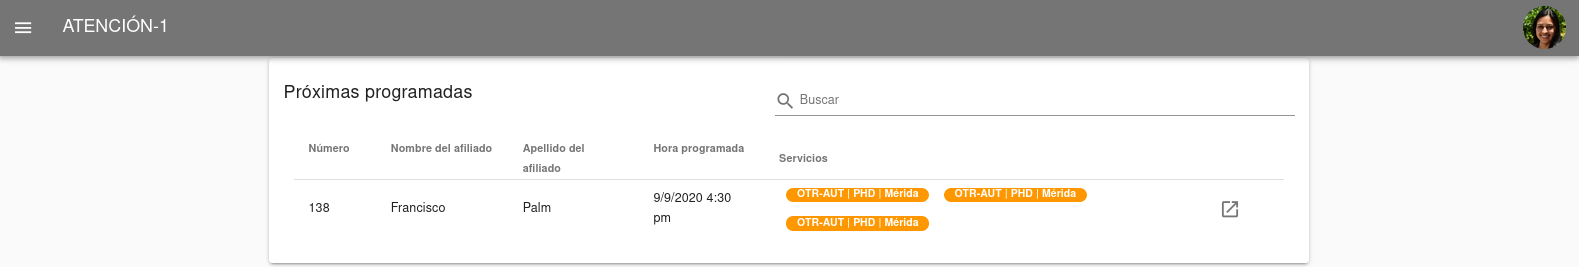 ATENCIÓN-1
Próximas programadas
Buscar
Número Nombre del afiliado Apellido del afiliado Hora programada Servicios
138 Francisco Palm 9/9/2020 4:30 pm
OTR-AUT | PHD | Mérida OTR-AUT | PHD | Mérida
OTR-AUT | PHD | Mérida